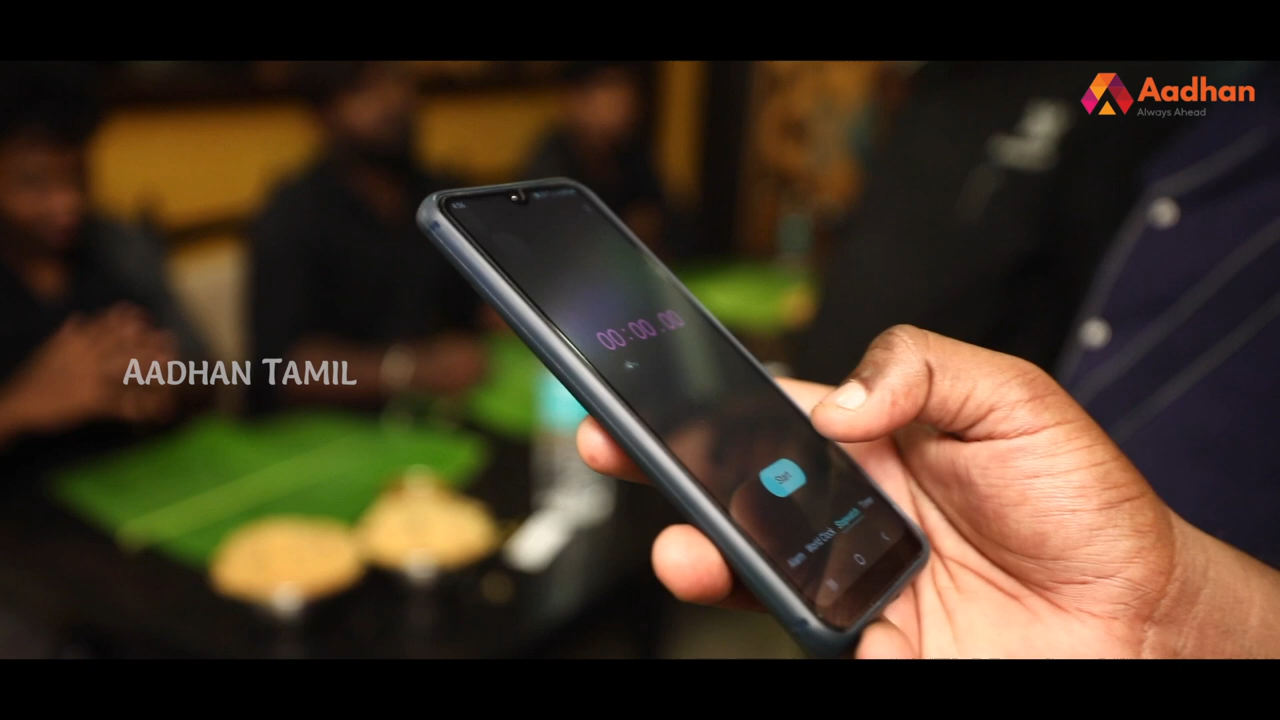 Aadhan
Always Ahead
AADHAN TAMIL
00:00.00
Start
Alarm World Clock Stopwatch Timer